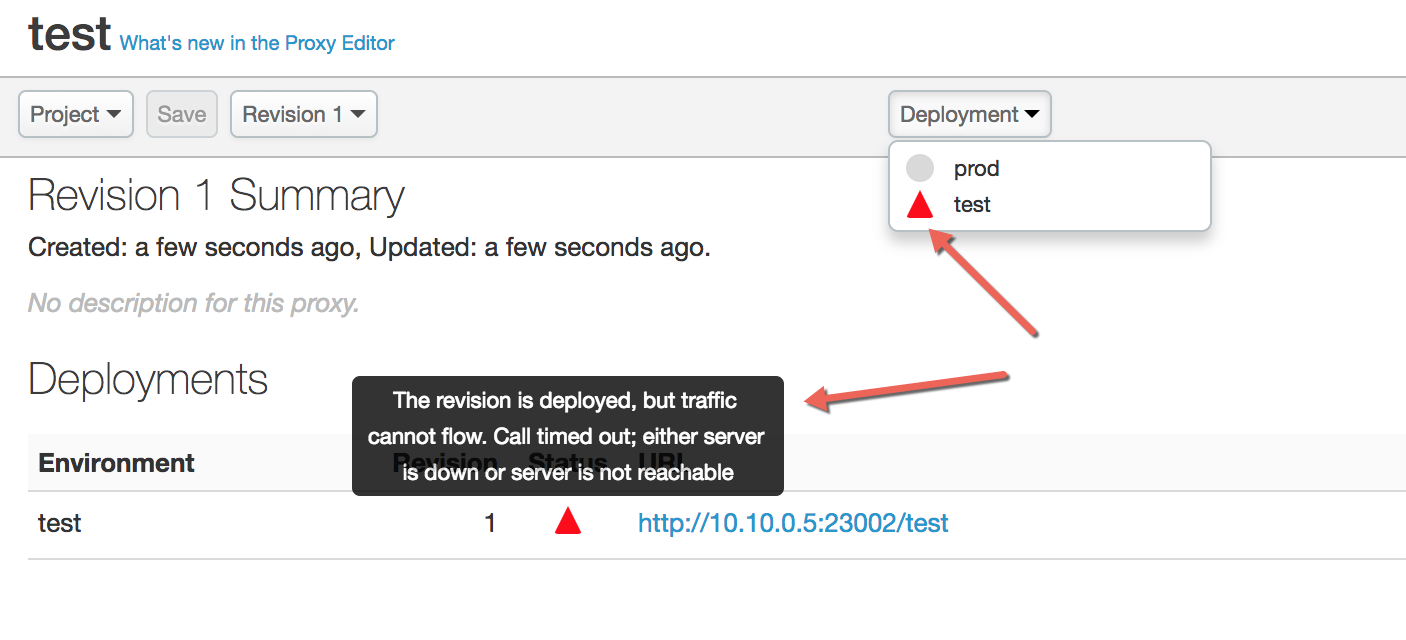 test What's new in the Proxy Editor
Project Save Revision 1 Deployment
prod
test
Revision 1 Summary
Created: a few seconds ago, Updated: a few seconds ago.
No description for this proxy.
Deployments
The revision is deployed, but traffic
cannot flow. Call timed out; either server
is down or server is not reachable
Environment Revision Status URL
test 1 http://10.10.0.5:23002/test